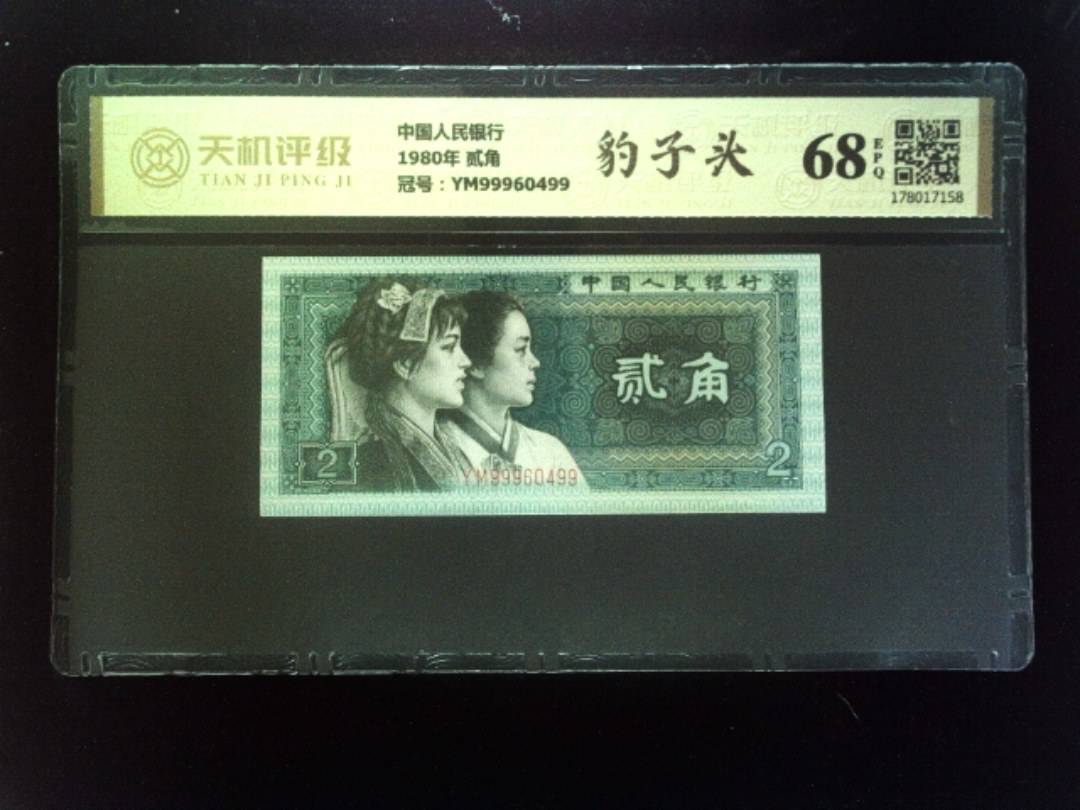 天机评级
TIAN JI PING JI
中国人民银行
1980年 贰角
冠号：YM99960499
豹子头
68
EPQ
178017158
中国人民银行
贰角
2
YM99960499
2